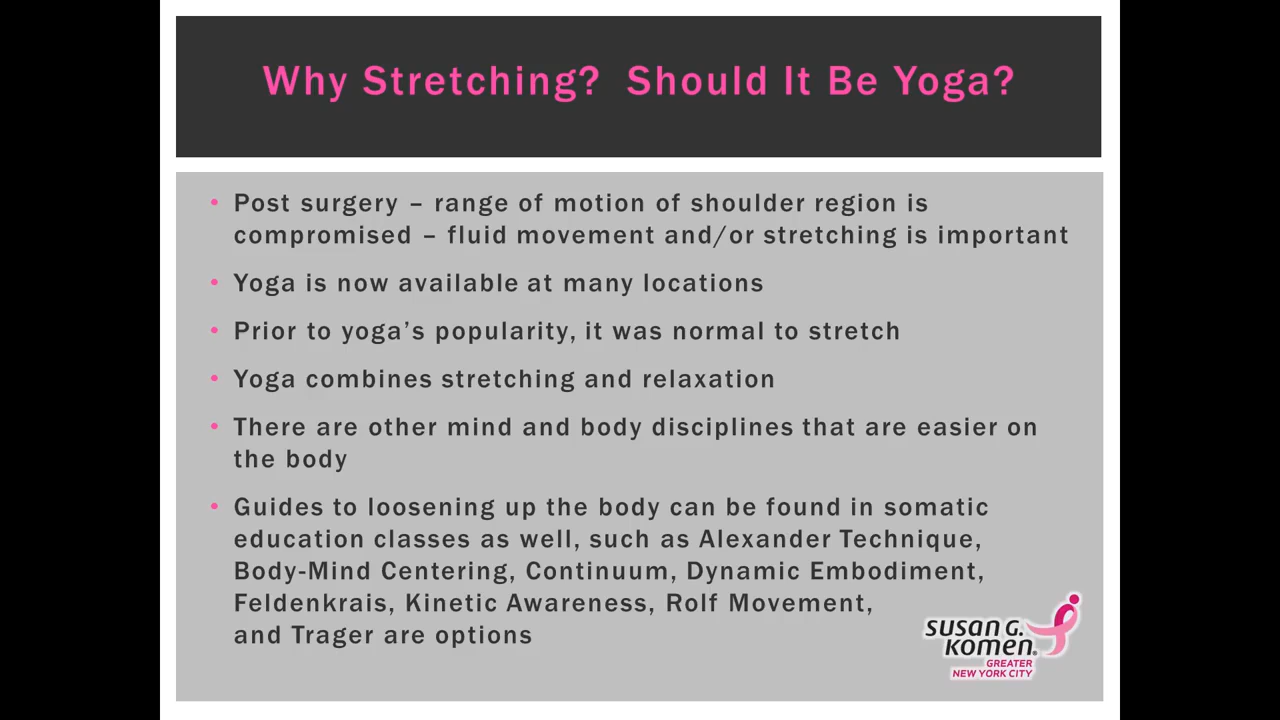 Why Stretching?  Should It Be Yoga?
• Post surgery – range of motion of shoulder region is
compromised – fluid movement and/or stretching is important
• Yoga is now available at many locations
• Prior to yoga’s popularity, it was normal to stretch
• Yoga combines stretching and relaxation
• There are other mind and body disciplines that are easier on
the body
• Guides to loosening up the body can be found in somatic
education classes as well, such as Alexander Technique,
Body-Mind Centering, Continuum, Dynamic Embodiment,
Feldenkrais, Kinetic Awareness, Rolf Movement,
and Trager are options
susan g.
komen®
GREATER
NEW YORK CITY